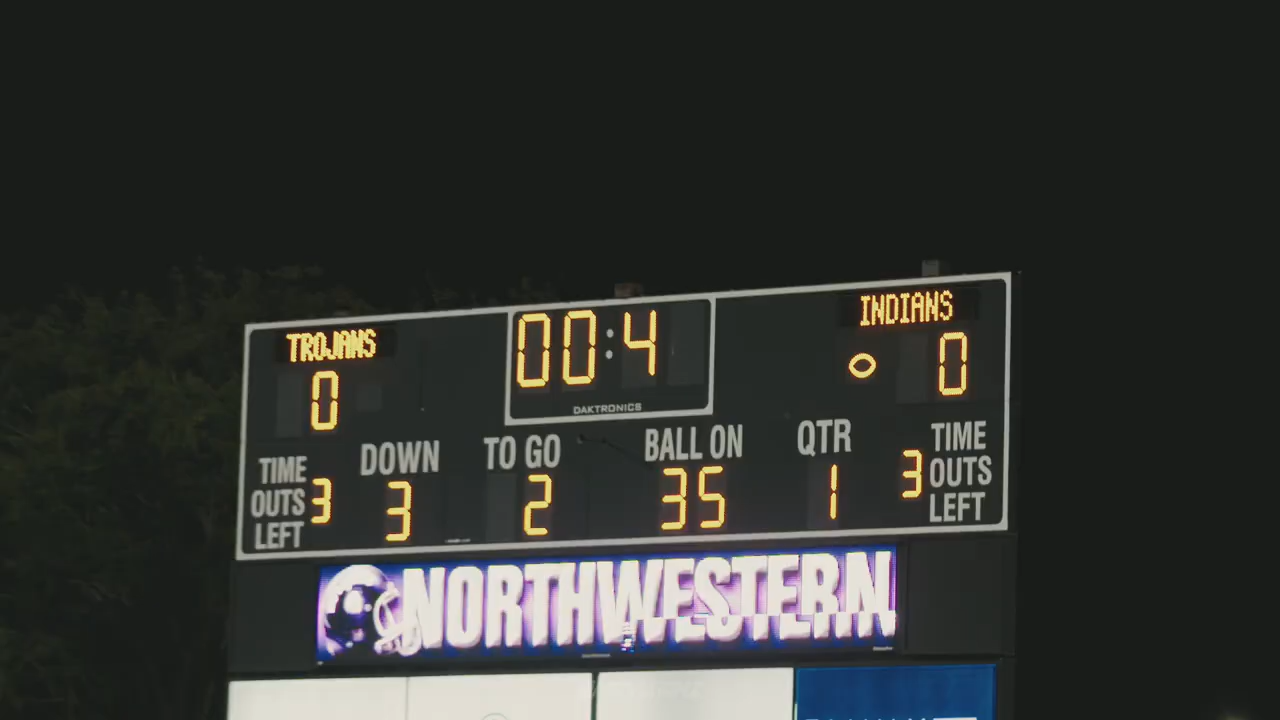 TROJANS 00:4 INDIANS
0 0
DAKTRONICS
DOWN TO GO BALL ON QTR
TIME OUTS LEFT 3
3 2 35 1
3 TIME OUTS LEFT
NORTHWESTERN